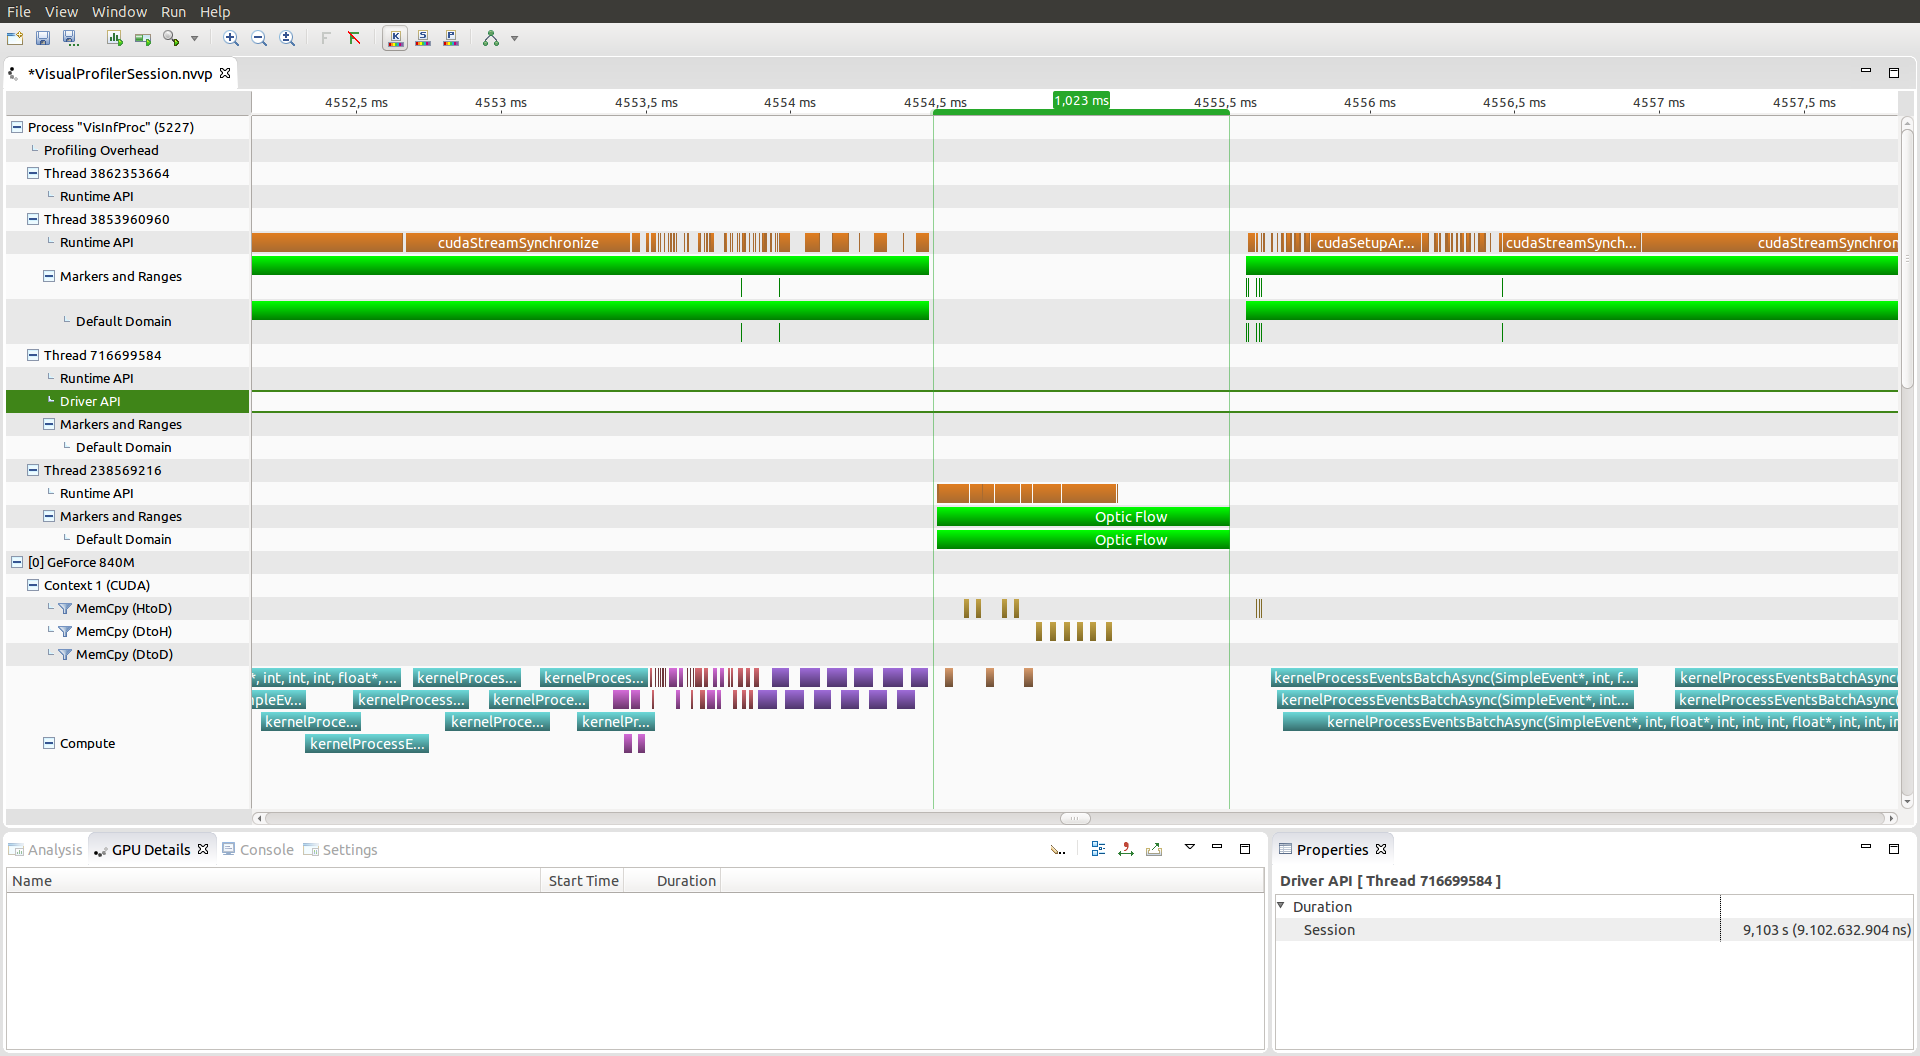 File View Window Run Help
*VisualProfilerSession.nvvp
4552,5 ms 4553 ms 4553,5 ms 4554 ms 4554,5 ms 1,023 ms 4555,5 ms 4556 ms 4556,5 ms 4557 ms 4557,5 ms
Process "VisInfProc" (5227)
Profiling Overhead
Thread 3862353664
Runtime API
Thread 3853960960
Runtime API cudaStreamSynchronize cudaSetupAr... cudaStreamSynch... cudaStreamSynchron
Markers and Ranges
Default Domain
Thread 716699584
Runtime API
Driver API
Markers and Ranges
Default Domain
Thread 238569216
Runtime API
Markers and Ranges Optic Flow
Default Domain Optic Flow
[0] GeForce 840M
Context 1 (CUDA)
MemCpy (HtoD)
MemCpy (DtoH)
MemCpy (DtoD)
*, int, int, int, float*, ... kernelProces... kernelProces... kernelProcessEventsBatchAsync(SimpleEvent*, int, f... kernelProcessEventsBatchAsync(
mpleEv... kernelProcess... kernelProce... kernelProcessEventsBatchAsync(SimpleEvent*, int... kernelProcessEventsBatchAsync(
kernelProce... kernelProce... kernelPr... kernelProcessEventsBatchAsync(SimpleEvent*, int, float*, int, int, int, float*, int, int, in
Compute kernelProcessE...
Analysis GPU Details Console Settings
Name Start Time Duration
Properties
Driver API [ Thread 716699584 ]
Duration
Session 9,103 s (9.102.632.904 ns)